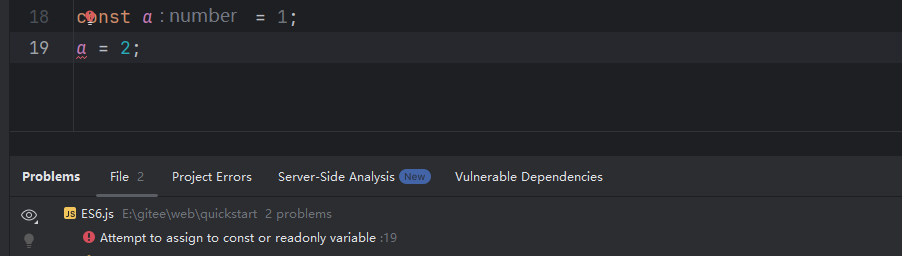 18 const a : number = 1;
19 a = 2;
Problems File 2 Project Errors Server-Side Analysis New Vulnerable Dependencies
JS ES6.js E:\gitee\web\quickstart 2 problems
Attempt to assign to const or readonly variable :19